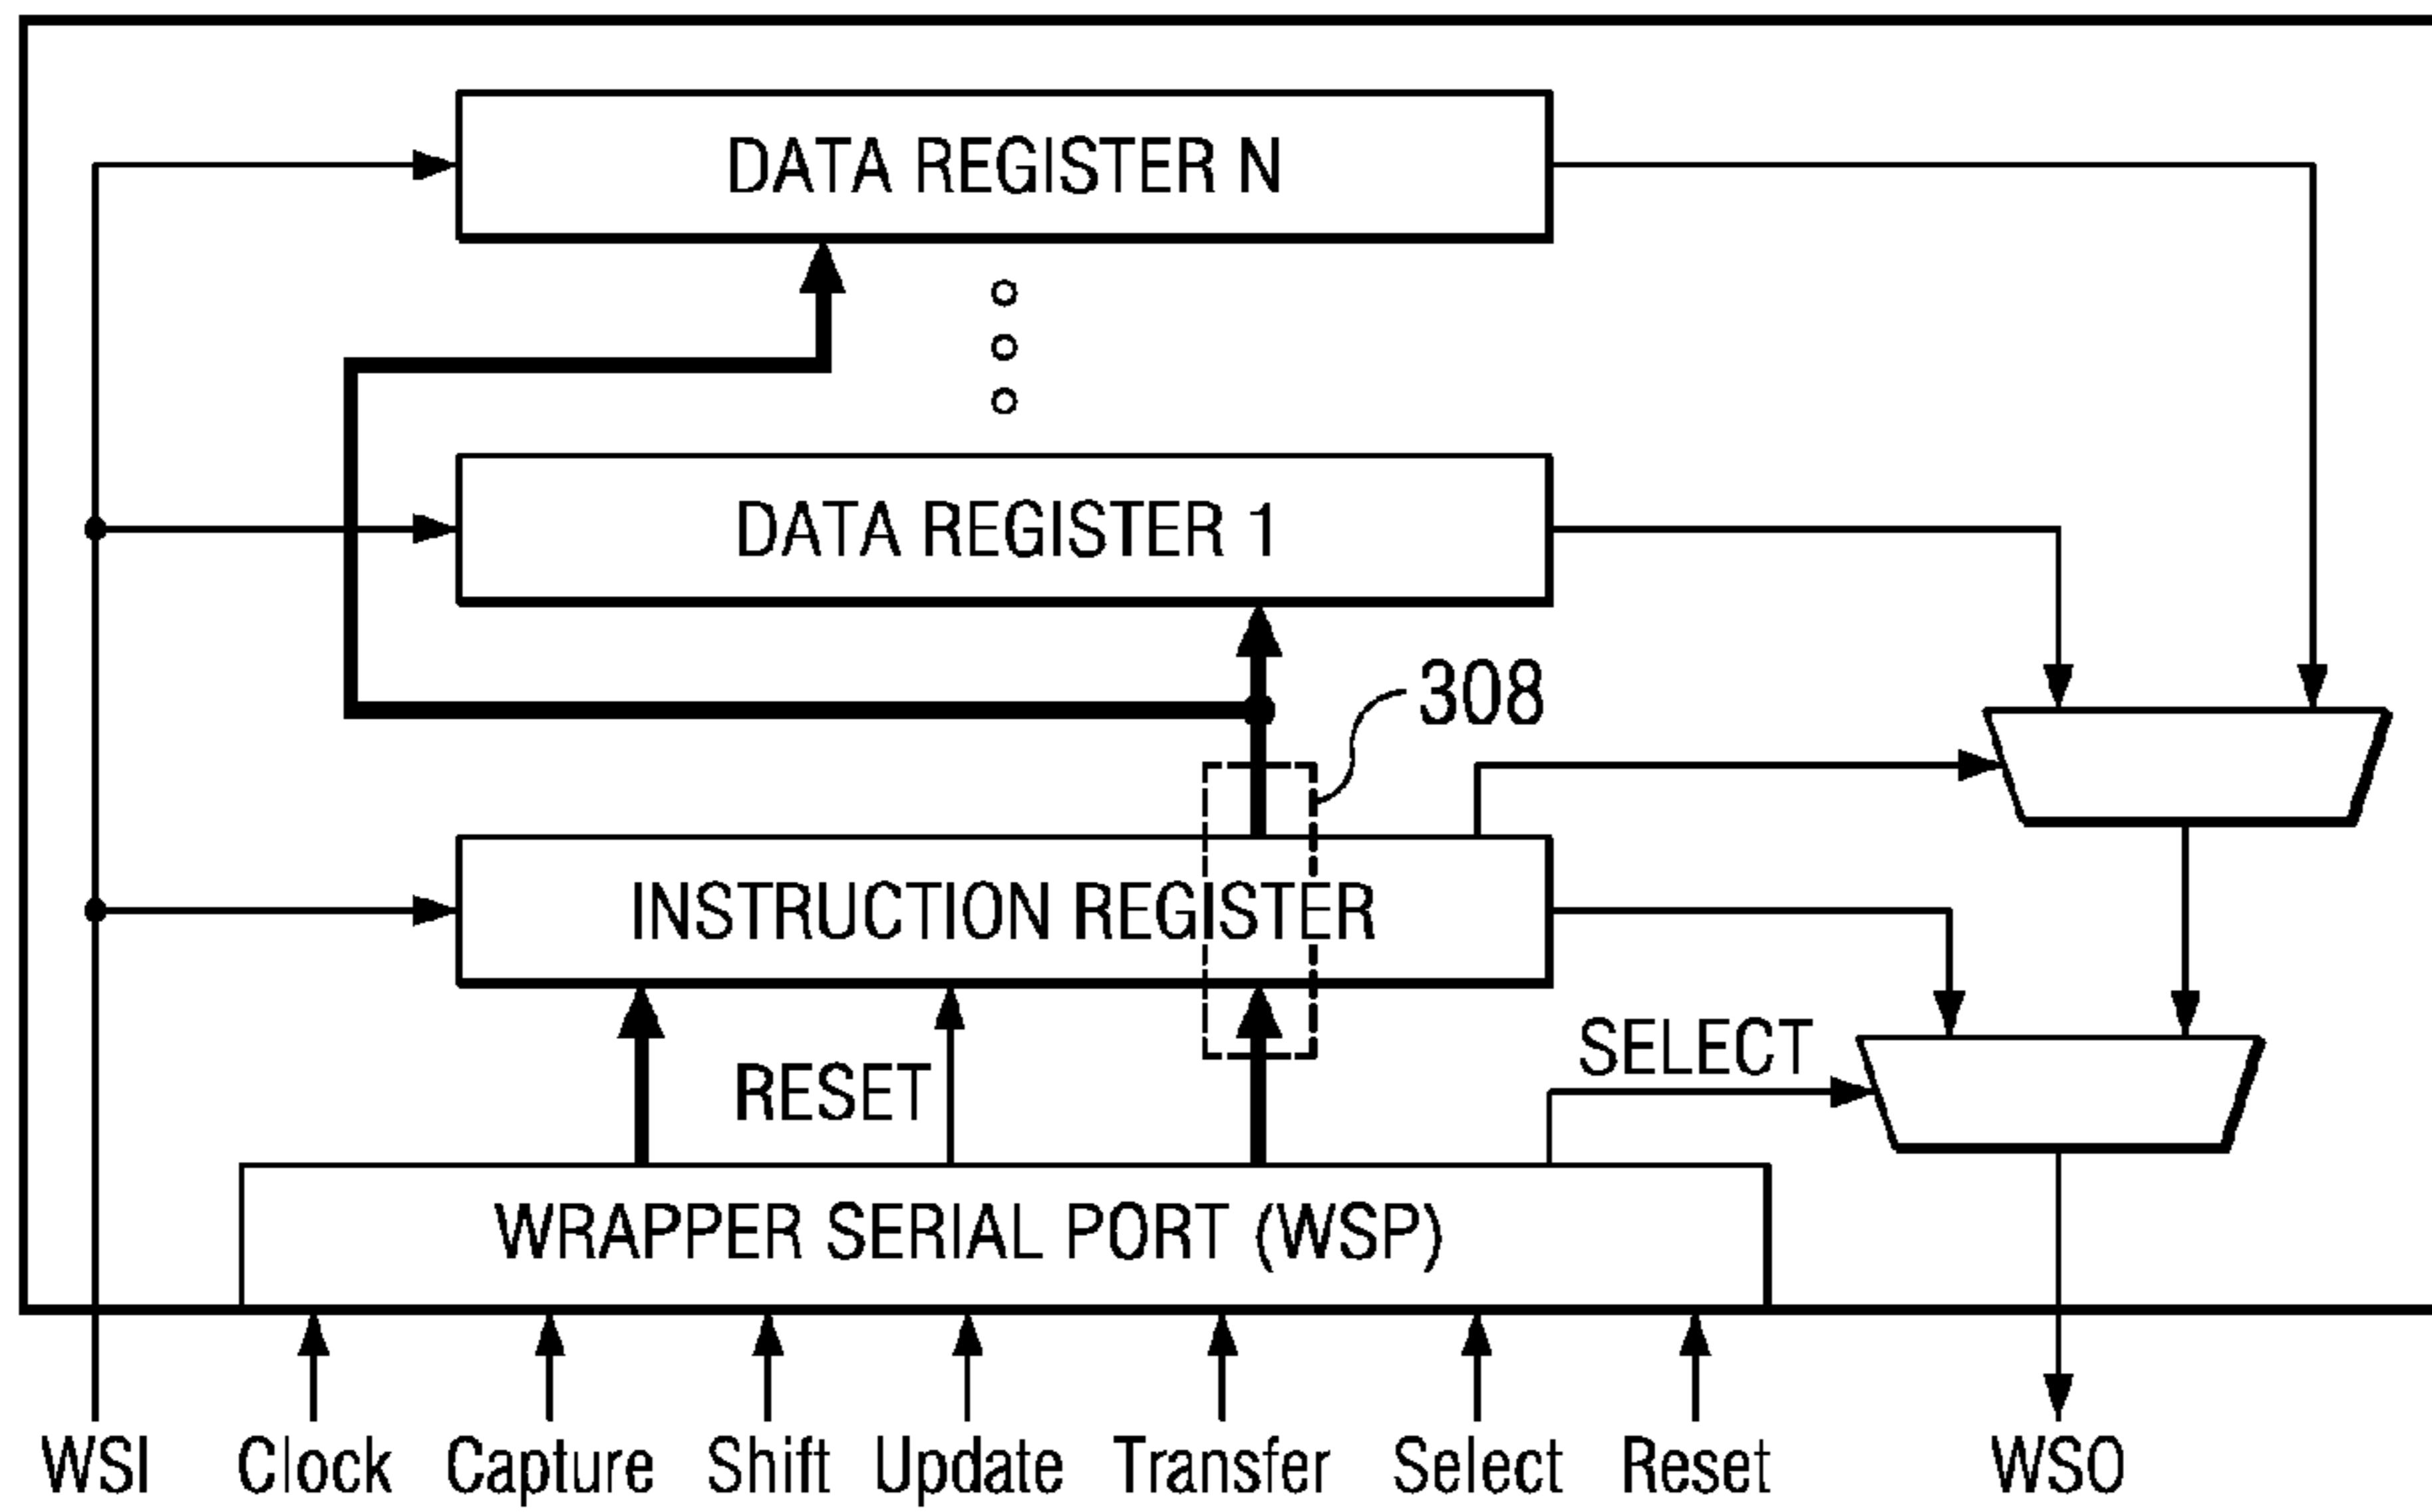 DATA REGISTER N
DATA REGISTER 1
308
INSTRUCTION REGISTER
SELECT
RESET
WRAPPER SERIAL PORT (WSP)
WSI Clock Capture Shift Update Transfer Select Reset WSO